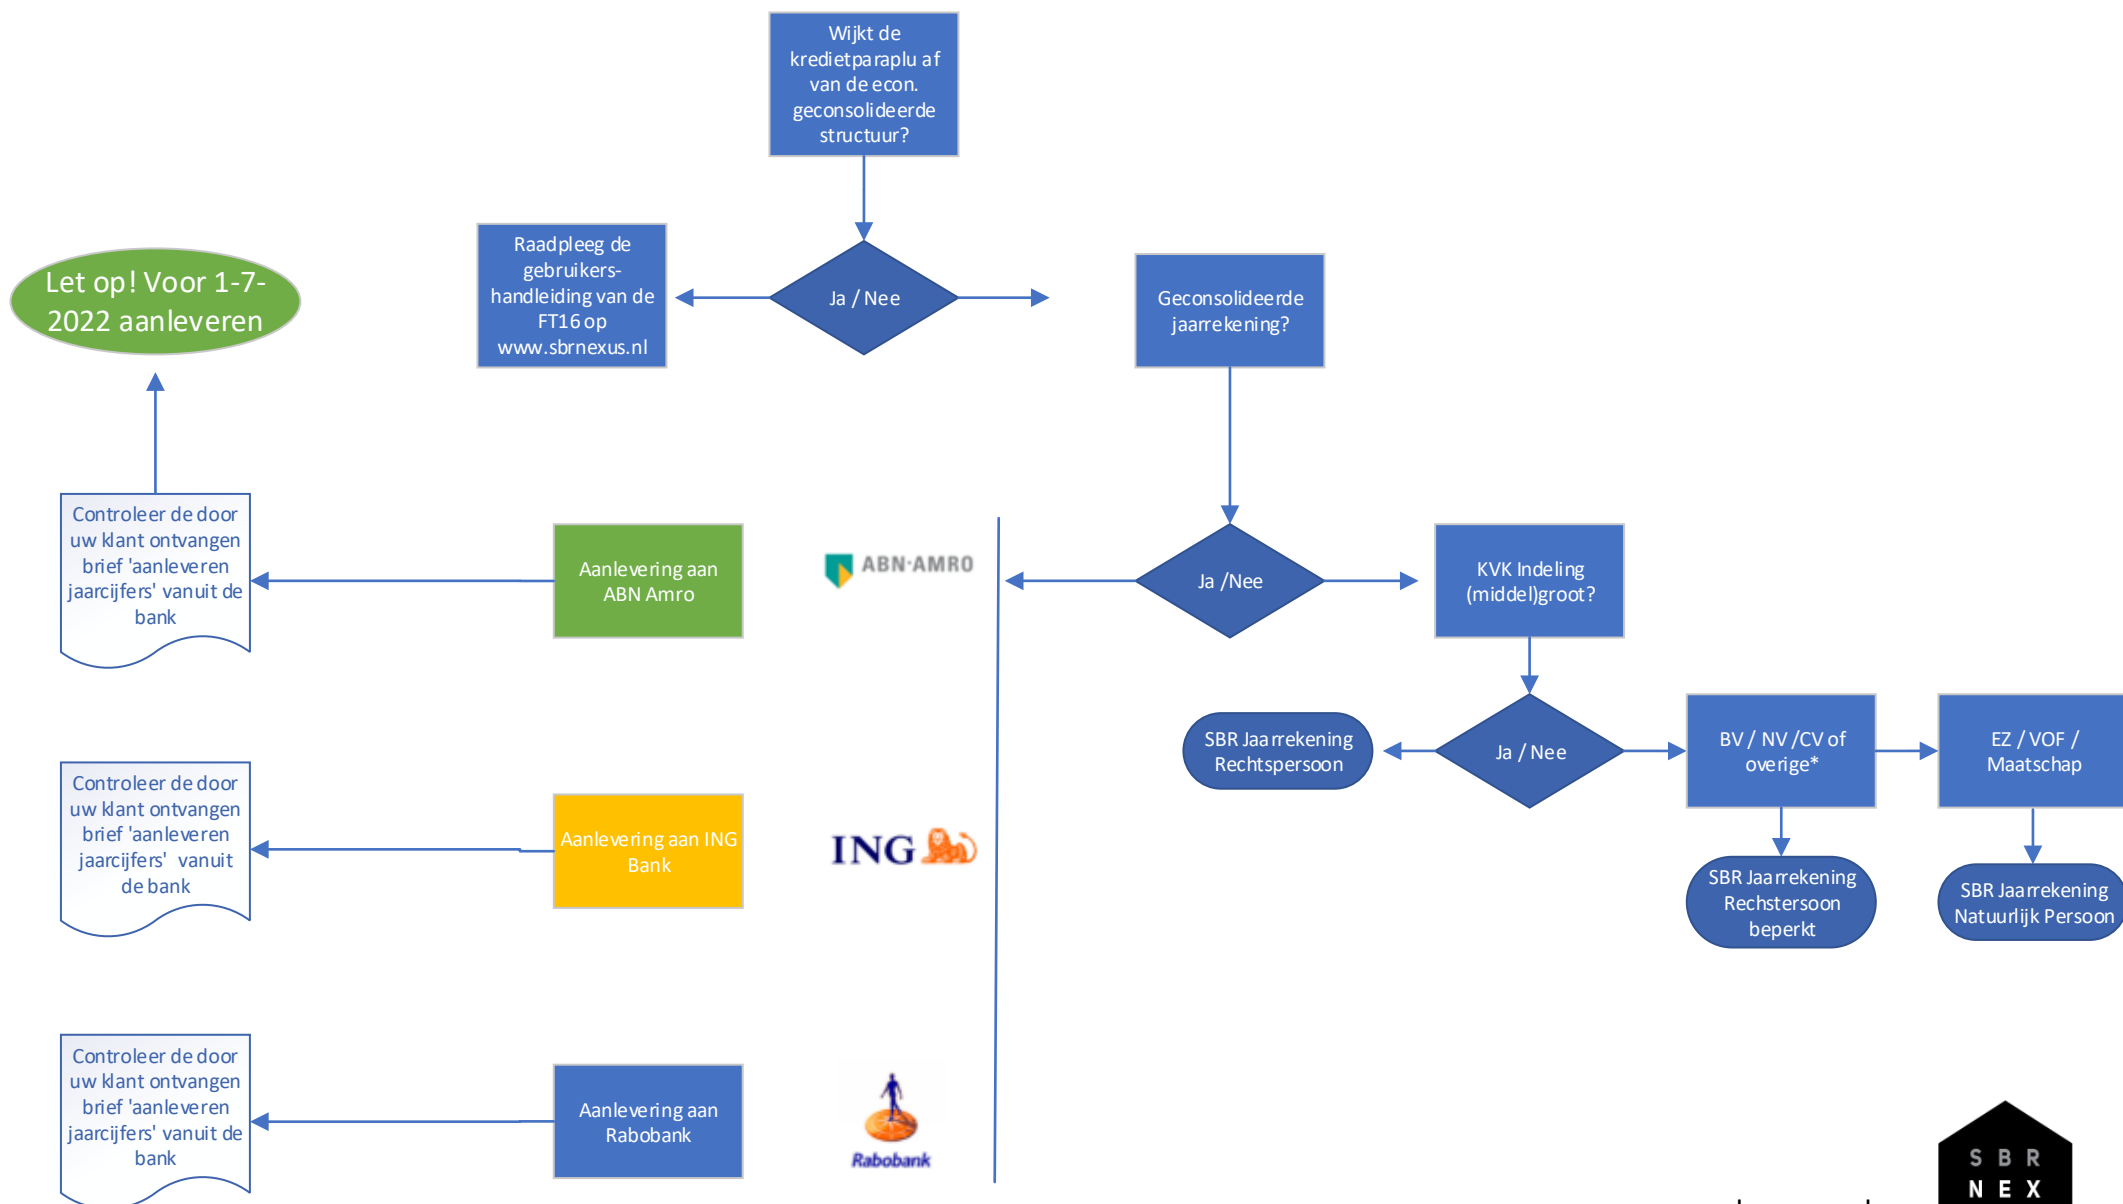 Wijkt de
kredietparaplu af
van de econ.
geconsolideerde
structuur?
Raadpleeg de
gebruikers-
handleiding van de
FT16 op
www.sbrnexus.nl
Ja / Nee
Geconsolideerde
jaarrekening?
Let op! Voor 1-7-
2022 aanleveren
Controleer de door
uw klant ontvangen
brief 'aanleveren
jaarcijfers' vanuit de
bank
Aanlevering aan
ABN Amro
ABN·AMRO
Ja /Nee
KVK Indeling
(middel)groot?
SBR Jaarrekening
Rechtspersoon
Ja / Nee
BV / NV /CV of
overige*
EZ / VOF /
Maatschap
Controleer de door
uw klant ontvangen
brief 'aanleveren
jaarcijfers' vanuit
de bank
Aanlevering aan ING
Bank
ING
SBR Jaarrekening
Rechstersoon
beperkt
SBR Jaarrekening
Natuurlijk Persoon
Controleer de door
uw klant ontvangen
brief 'aanleveren
jaarcijfers' vanuit de
bank
Aanlevering aan
Rabobank
Rabobank
SBR
NEX